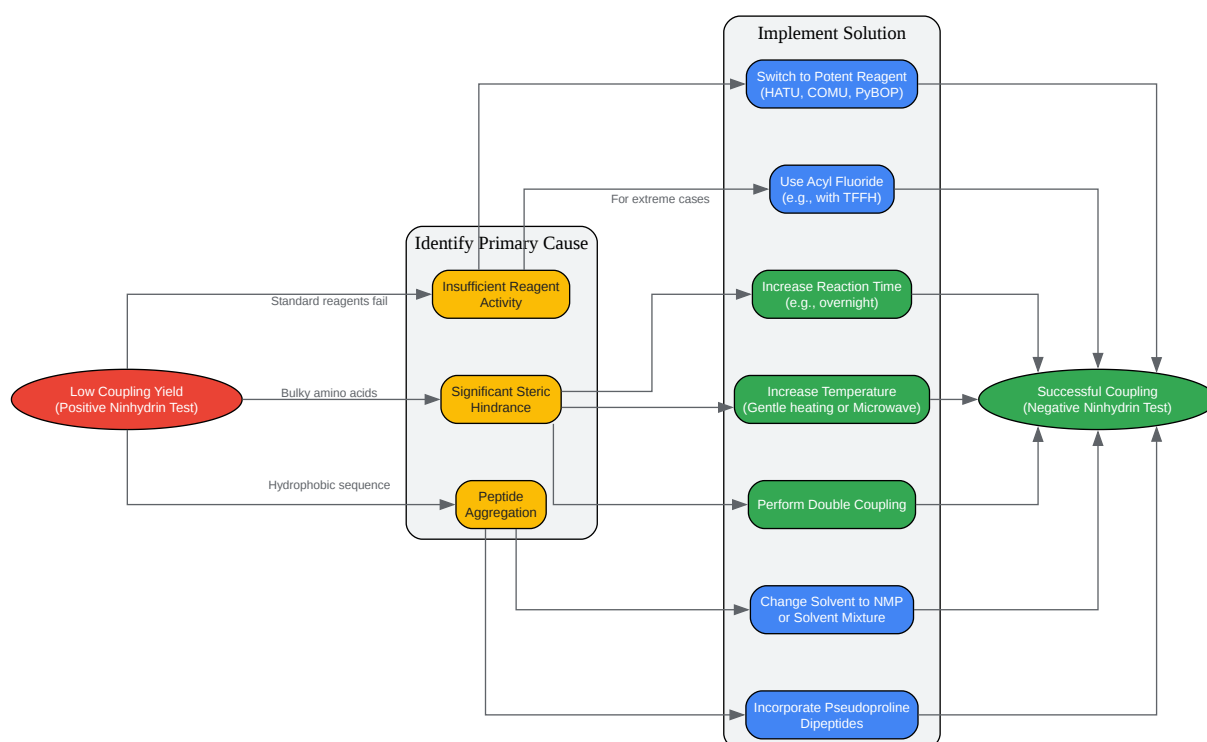 Implement Solution
Switch to Potent Reagent
(HATU, COMU, PyBOP)
Use Acyl Fluoride
(e.g., with TFFH)
For extreme cases
Identify Primary Cause
Insufficient Reagent
Activity
Standard reagents fail
Increase Reaction Time
(e.g., overnight)
Low Coupling Yield
(Positive Ninhydrin Test)
Bulky amino acids
Significant Steric
Hindrance
Increase Temperature
(Gentle heating or Microwave)
Successful Coupling
(Negative Ninhydrin Test)
Hydrophobic sequence
Peptide
Aggregation
Perform Double Coupling
Change Solvent to NMP
or Solvent Mixture
Incorporate Pseudoproline
Dipeptides